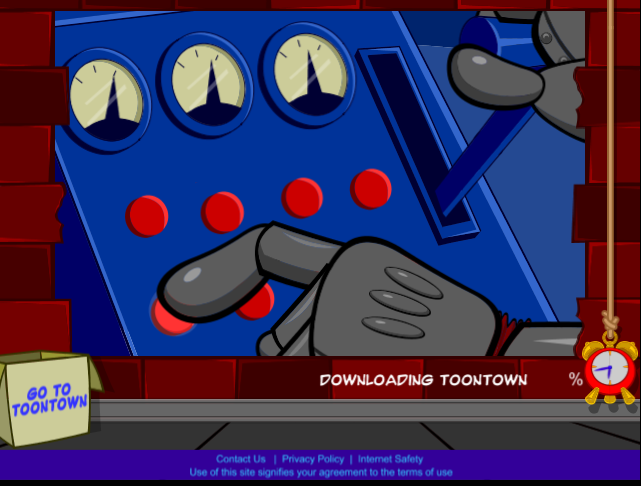 DOWNLOADING TOONTOWN %
GO TO
TOONTOWN
Contact Us | Privacy Policy | Internet Safety
Use of this site signifies your agreement to the terms of use